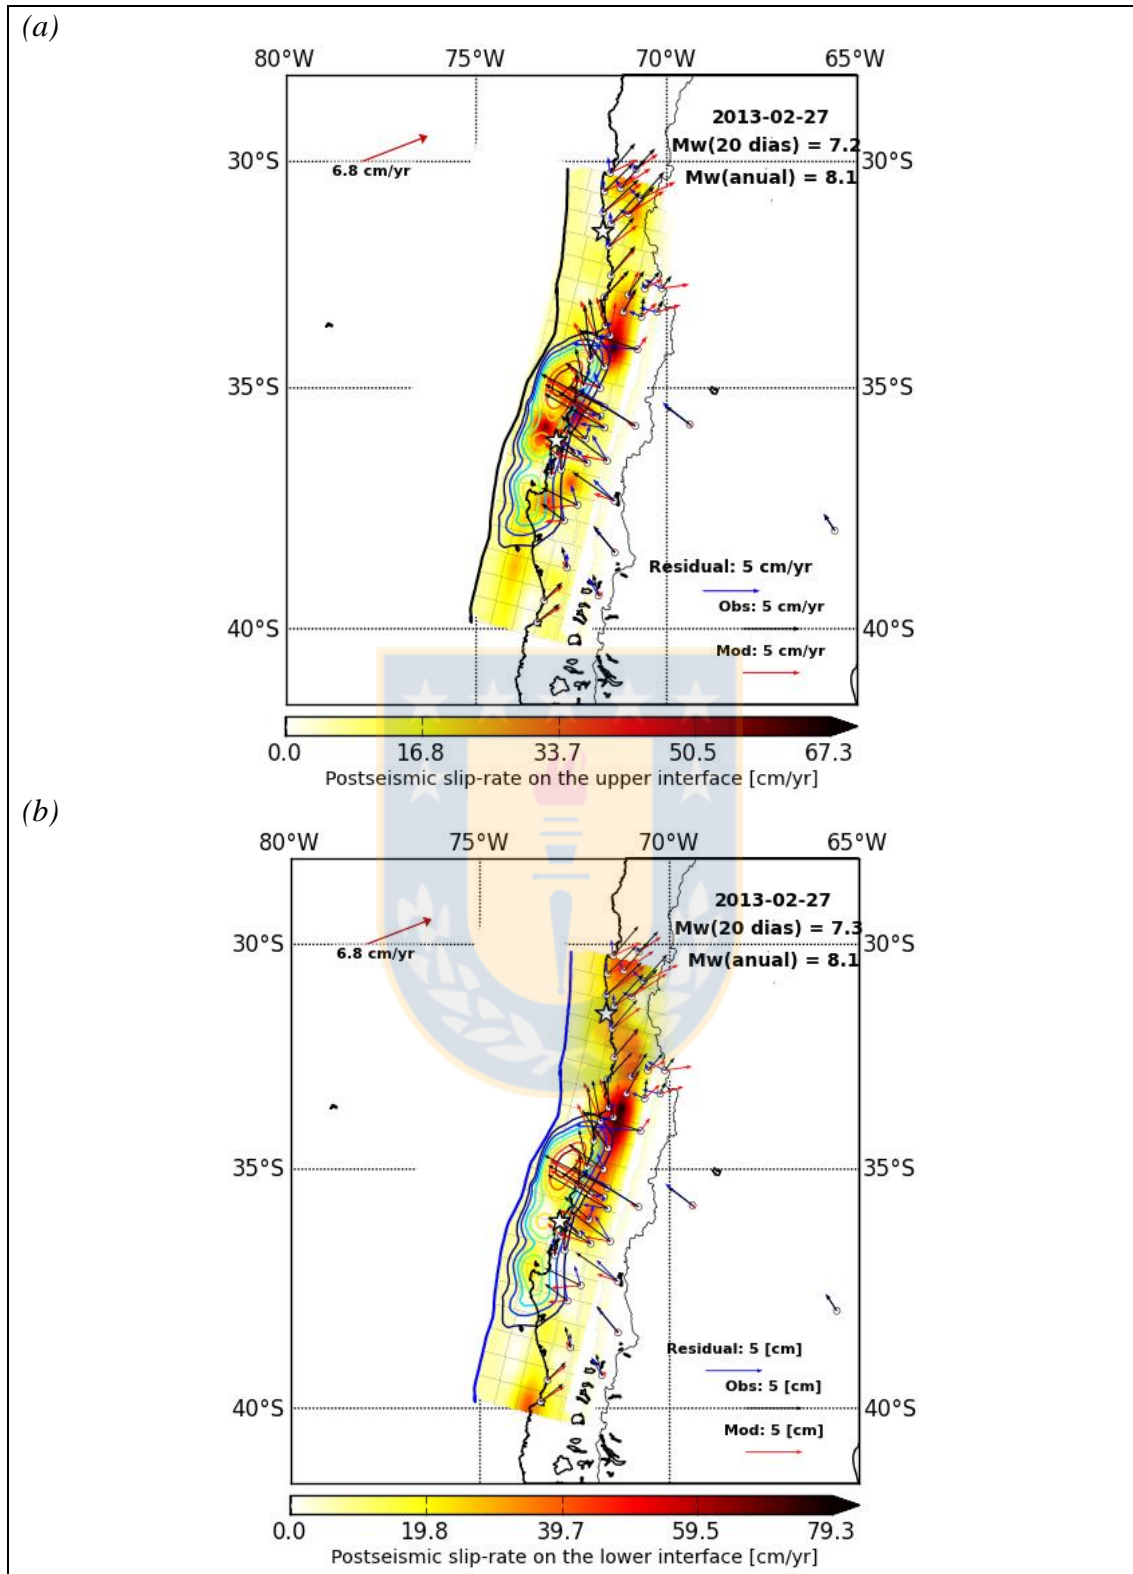 (a)
80°W 75°W 70°W 65°W
2013-02-27
Mw(20 dias) = 7.2
Mw(anual) = 8.1
30°S
6.8 cm/yr
35°S 35°S
Residual: 5 cm/yr
Obs: 5 cm/yr
40°S 40°S
Mod: 5 cm/yr
0.0 16.8 33.7 50.5 67.3
Postseismic slip-rate on the upper interface [cm/yr]
(b)
80°W 75°W 70°W 65°W
2013-02-27
Mw(20 dias) = 7.3
30°S 30°S
Mw(anual) = 8.1
6.8 cm/yr
35°S 35°S
Residual: 5 [cm]
Obs: 5 [cm]
40°S 40°S
Mod: 5 [cm]
0.0 19.8 39.7 59.5 79.3
Postseismic slip-rate on the lower interface [cm/yr]